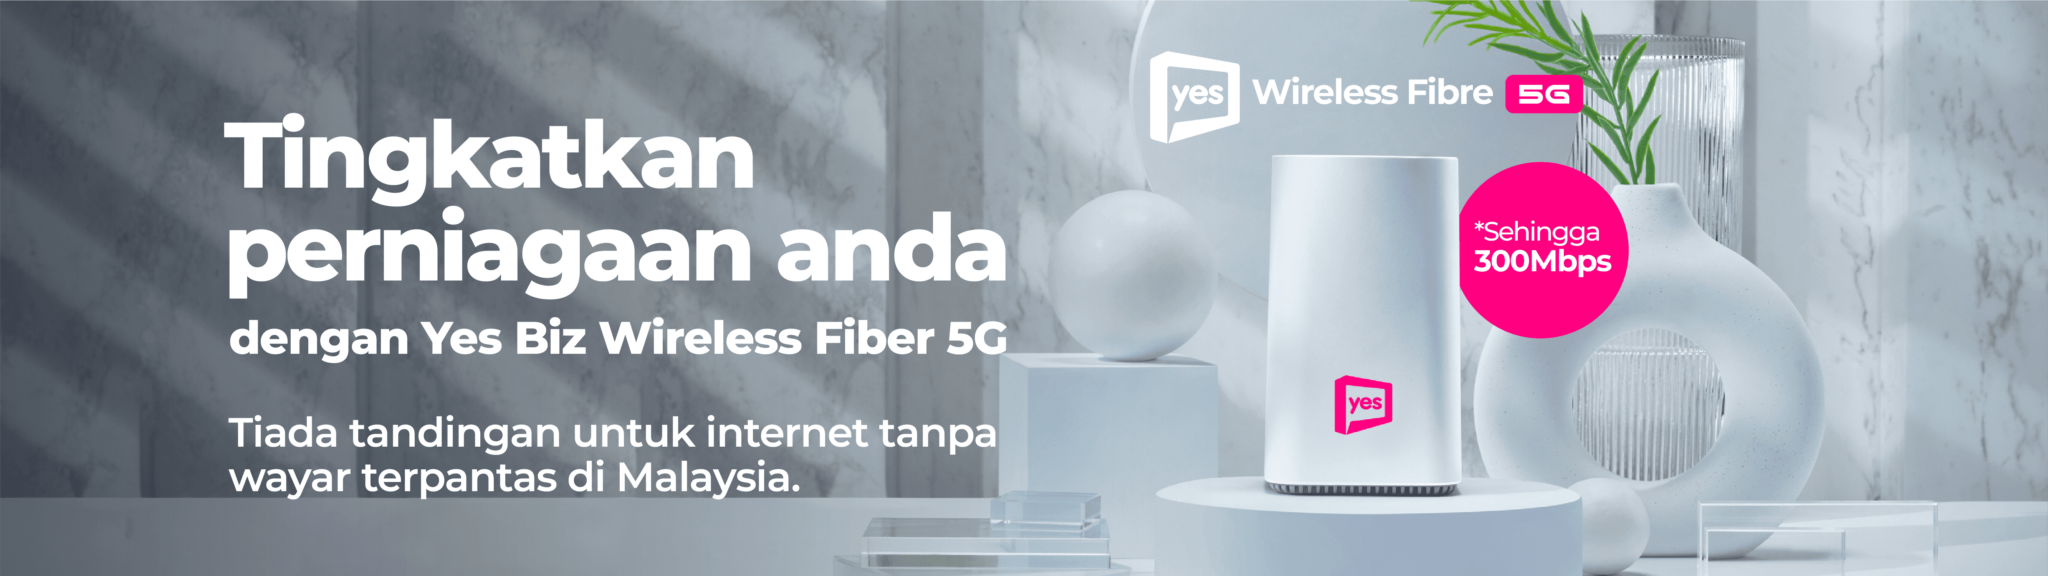 Tingkatkan
perniagaan anda
dengan Yes Biz Wireless Fiber 5G
Tiada tandingan untuk internet tanpa
wayar terpantas di Malaysia.
yes Wireless Fibre 5G
*Sehingga
300Mbps
yes